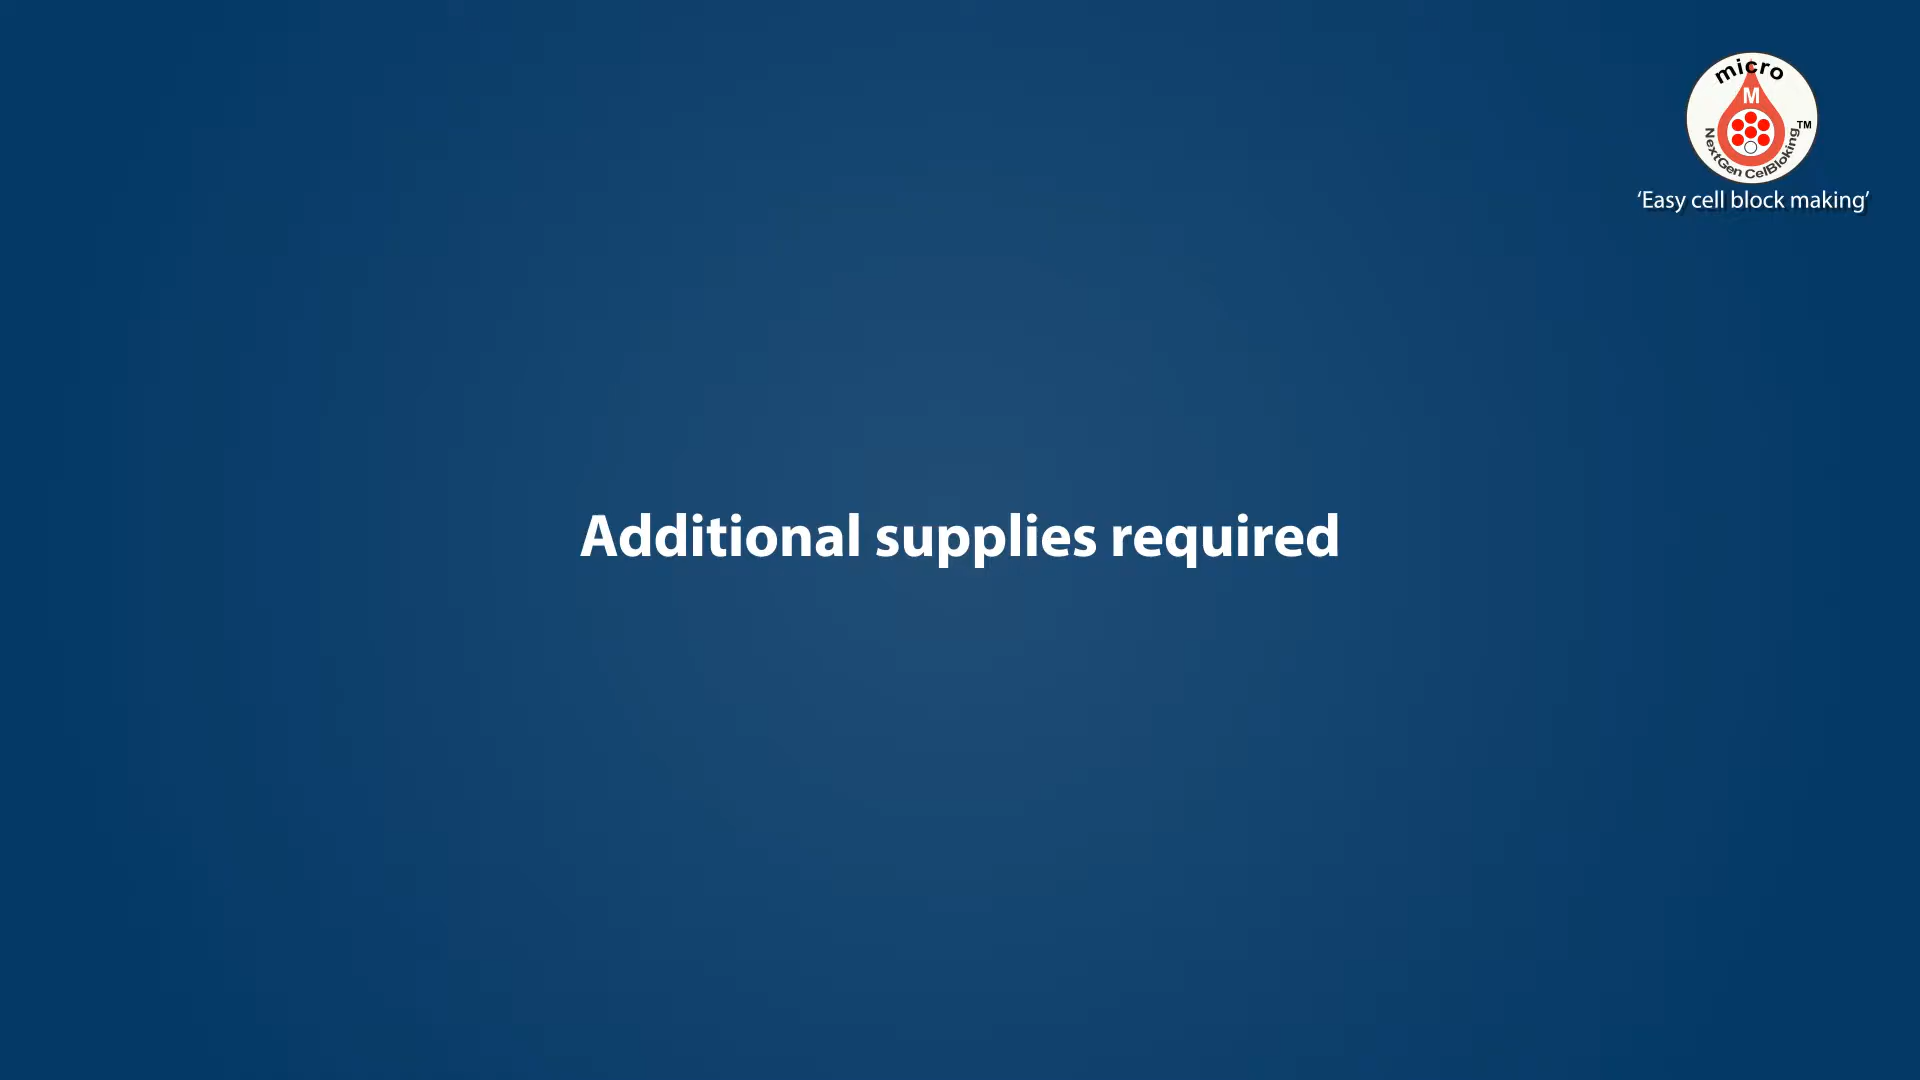 micro
M
TM
NextGen CelBloking
‘Easy cell block making’
Additional supplies required